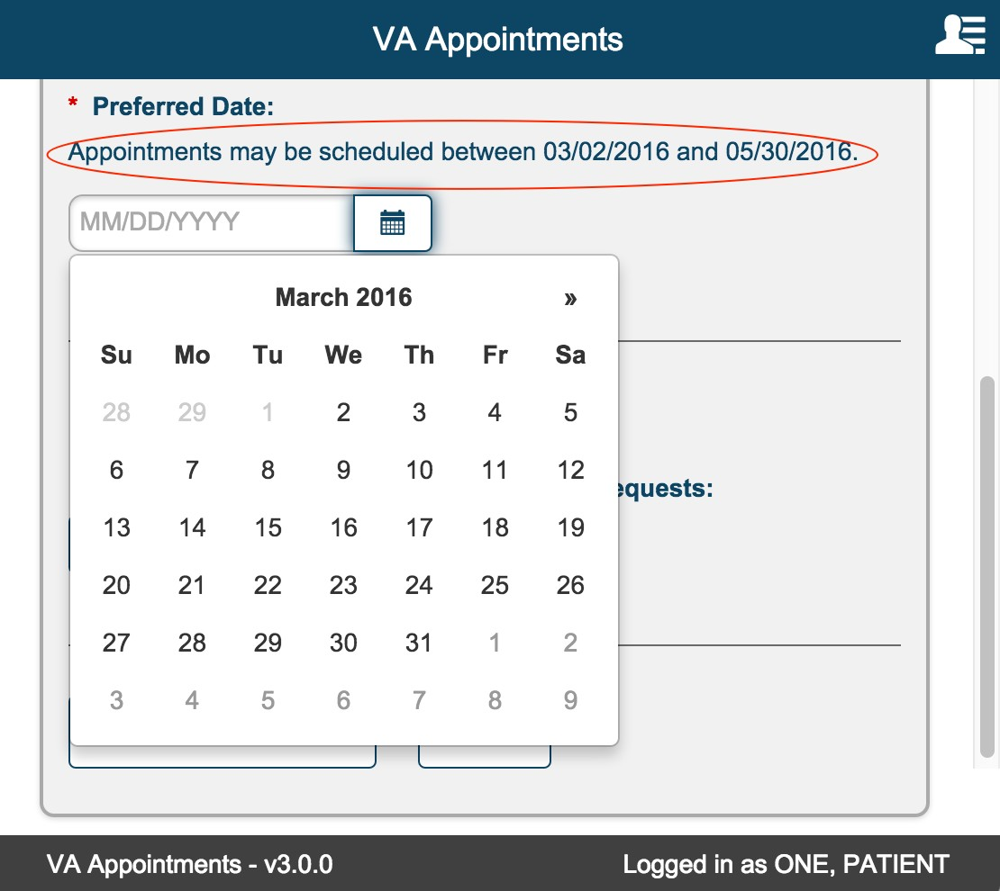 VA Appointments
* Preferred Date:
Appointments may be scheduled between 03/02/2016 and 05/30/2016.
MM/DD/YYYY
March 2016 »
Su Mo Tu We Th Fr Sa
28 29 1 2 3 4 5
6 7 8 9 10 11 12
equests:
13 14 15 16 17 18 19
20 21 22 23 24 25 26
27 28 29 30 31 1 2
3 4 5 6 7 8 9
VA Appointments - v3.0.0
Logged in as ONE, PATIENT